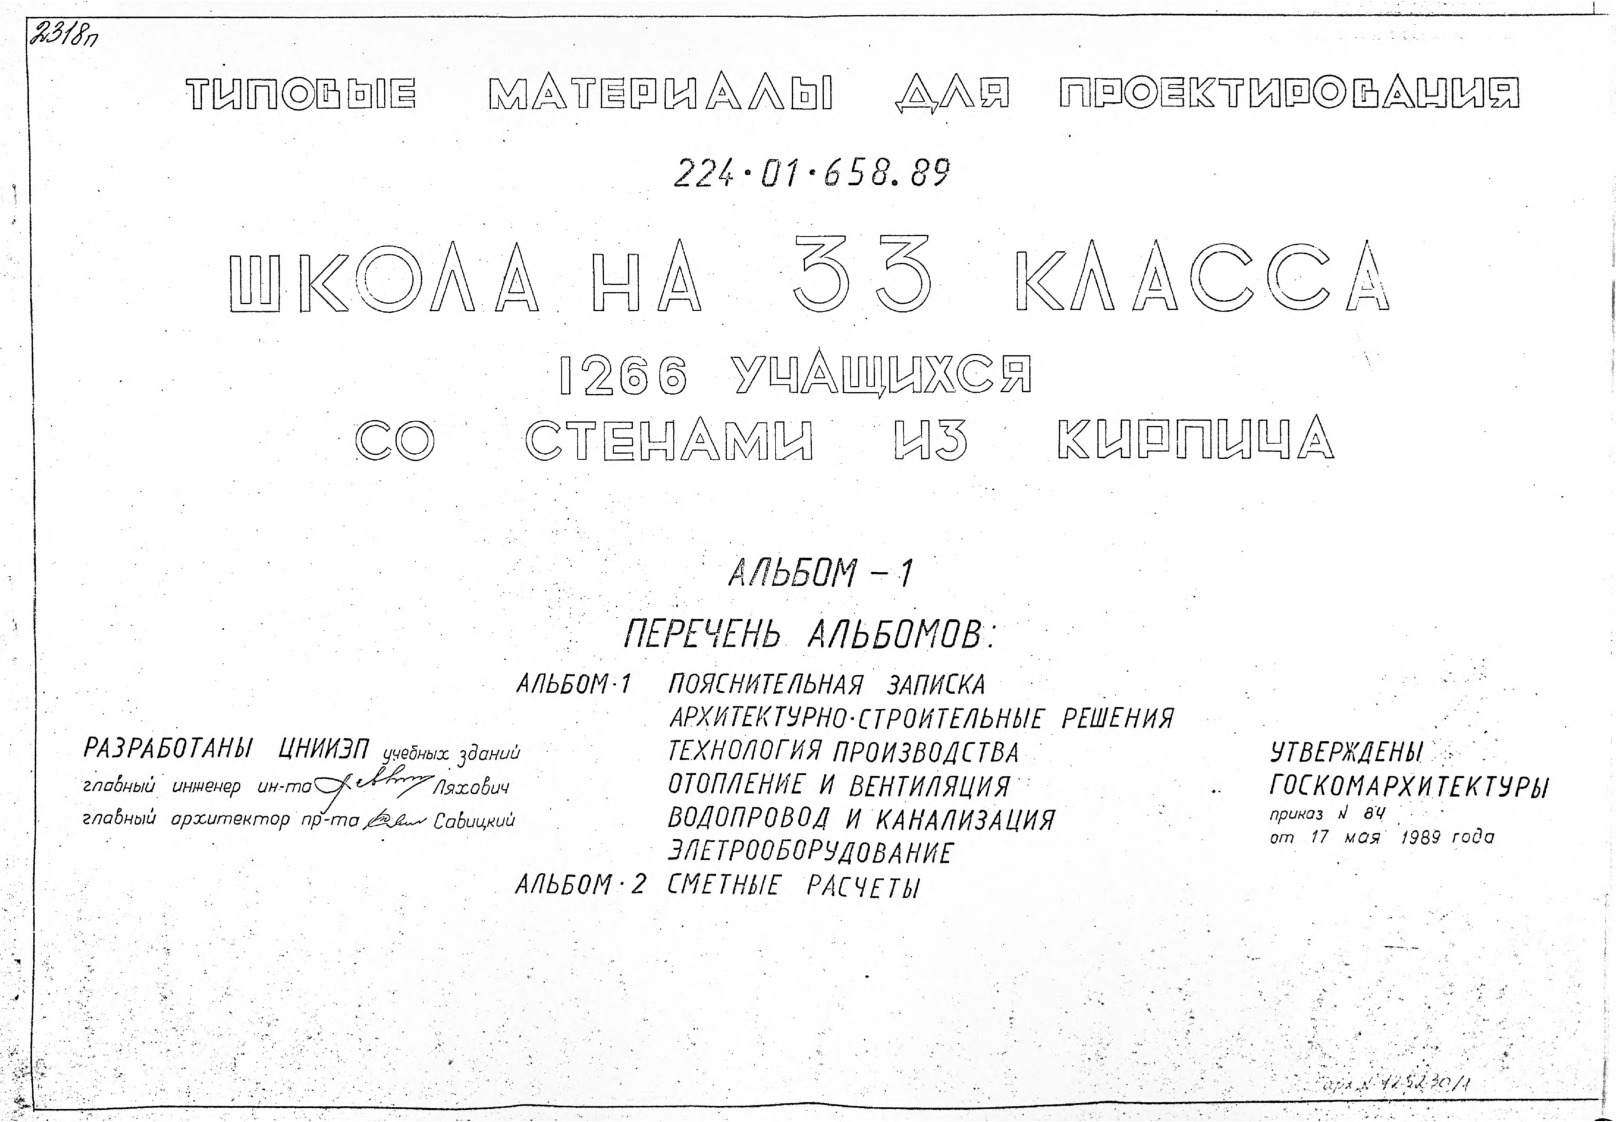 2318п
ТИПОВЫЕ МАТЕРИАЛЫ ДЛЯ ПРОЕКТИРОВАНИЯ
224·01·658.89
ШКОЛА НА 33 КЛАССА
1266 УЧАЩИХСЯ
СО СТЕНАМИ ИЗ КИРПИЧА
АЛЬБОМ-1
ПЕРЕЧЕНЬ АЛЬБОМОВ:
АЛЬБОМ·1 ПОЯСНИТЕЛЬНАЯ ЗАПИСКА
АРХИТЕКТУРНО-СТРОИТЕЛЬНЫЕ РЕШЕНИЯ
ТЕХНОЛОГИЯ ПРОИЗВОДСТВА
ОТОПЛЕНИЕ И ВЕНТИЛЯЦИЯ
ВОДОПРОВОД И КАНАЛИЗАЦИЯ
ЭЛЕТРООБОРУДОВАНИЕ
АЛЬБОМ·2 СМЕТНЫЕ РАСЧЕТЫ
РАЗРАБОТАНЫ ЦНИИЭП учебных зданий
главный инженер ин-та Ляхович
главный архитектор пр-та Савицкий
УТВЕРЖДЕНЫ
ГОСКОМАРХИТЕКТУРЫ
приказ N 84
от 17 мая 1989 года